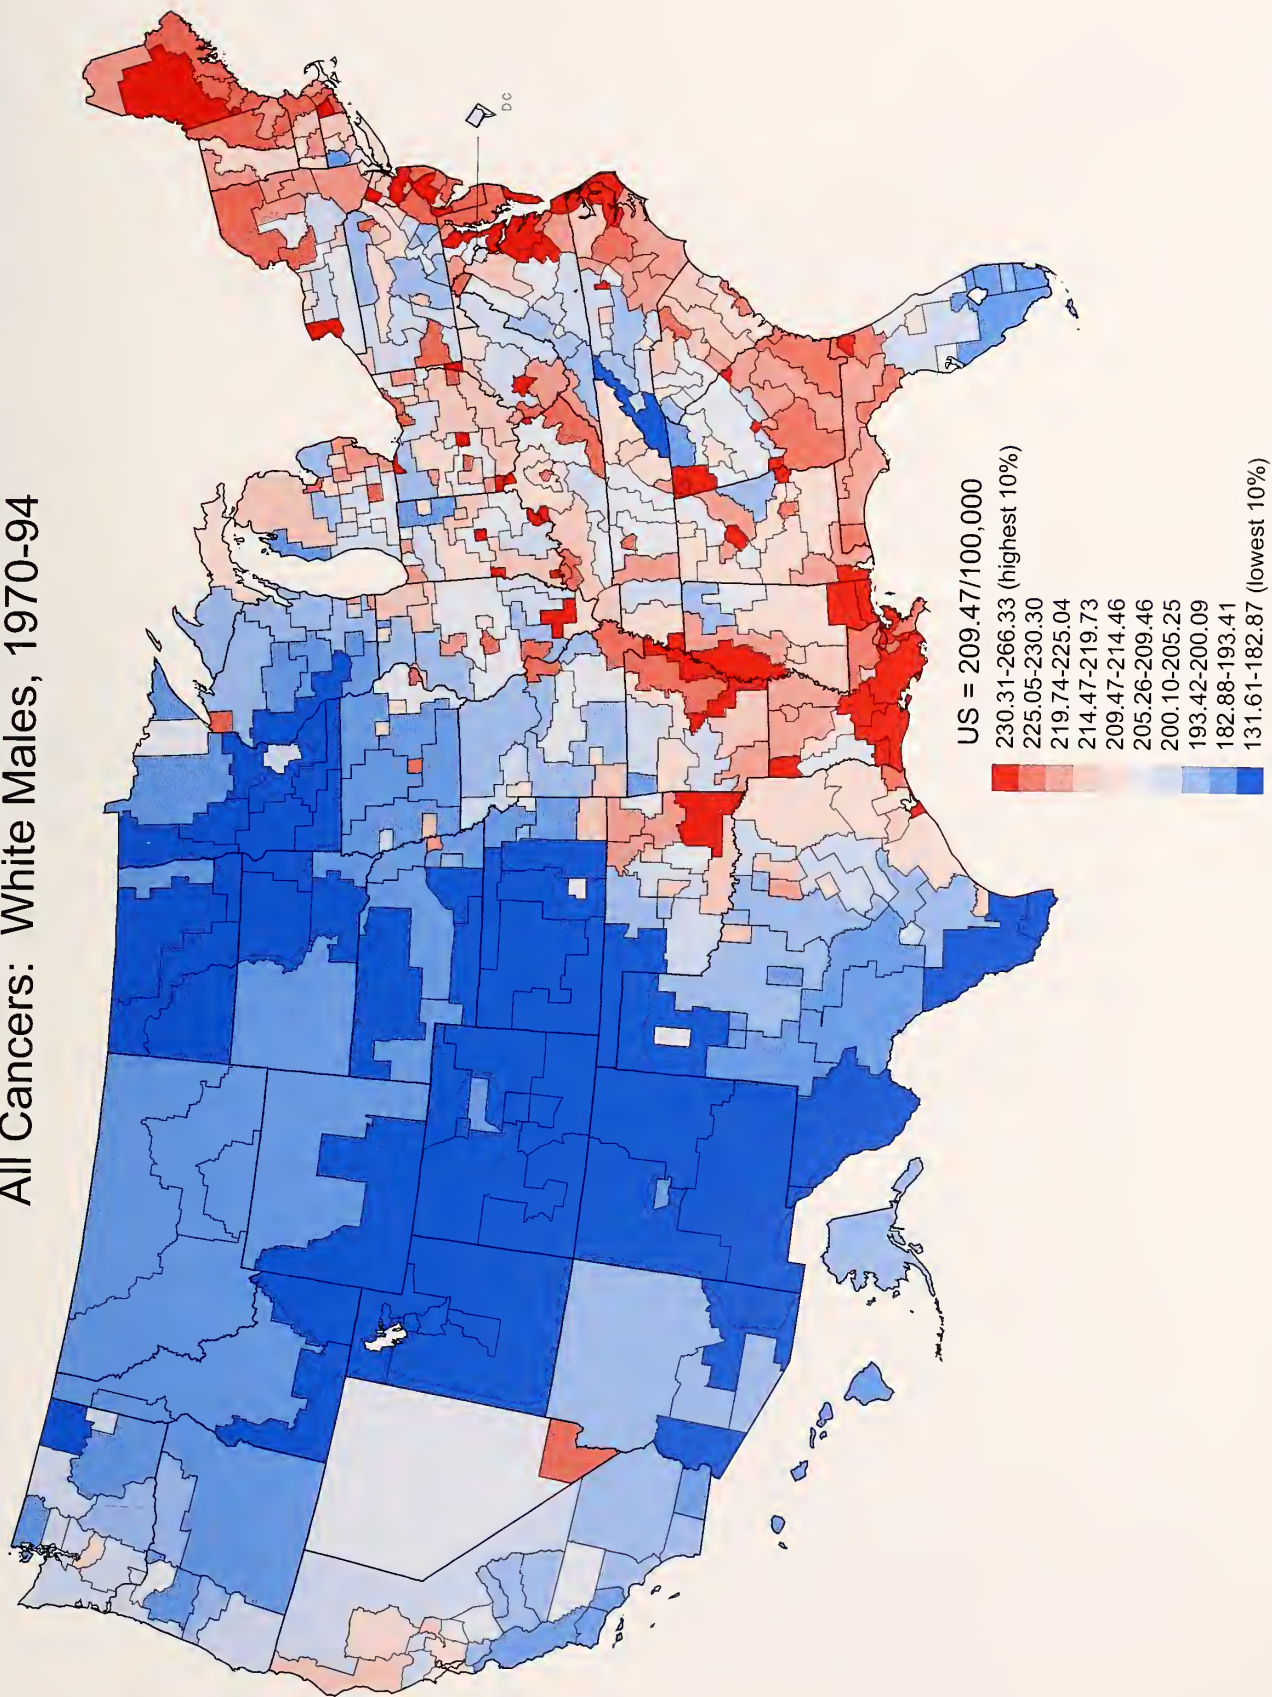 All Cancers: White Males, 1970-94
DC
US = 209.47/100,000
230.31-266.33 (highest 10%)
225.05-230.30
219.74-225.04
214.47-219.73
209.47-214.46
205.26-209.46
200.10-205.25
193.42-200.09
182.88-193.41
131.61-182.87 (lowest 10%)